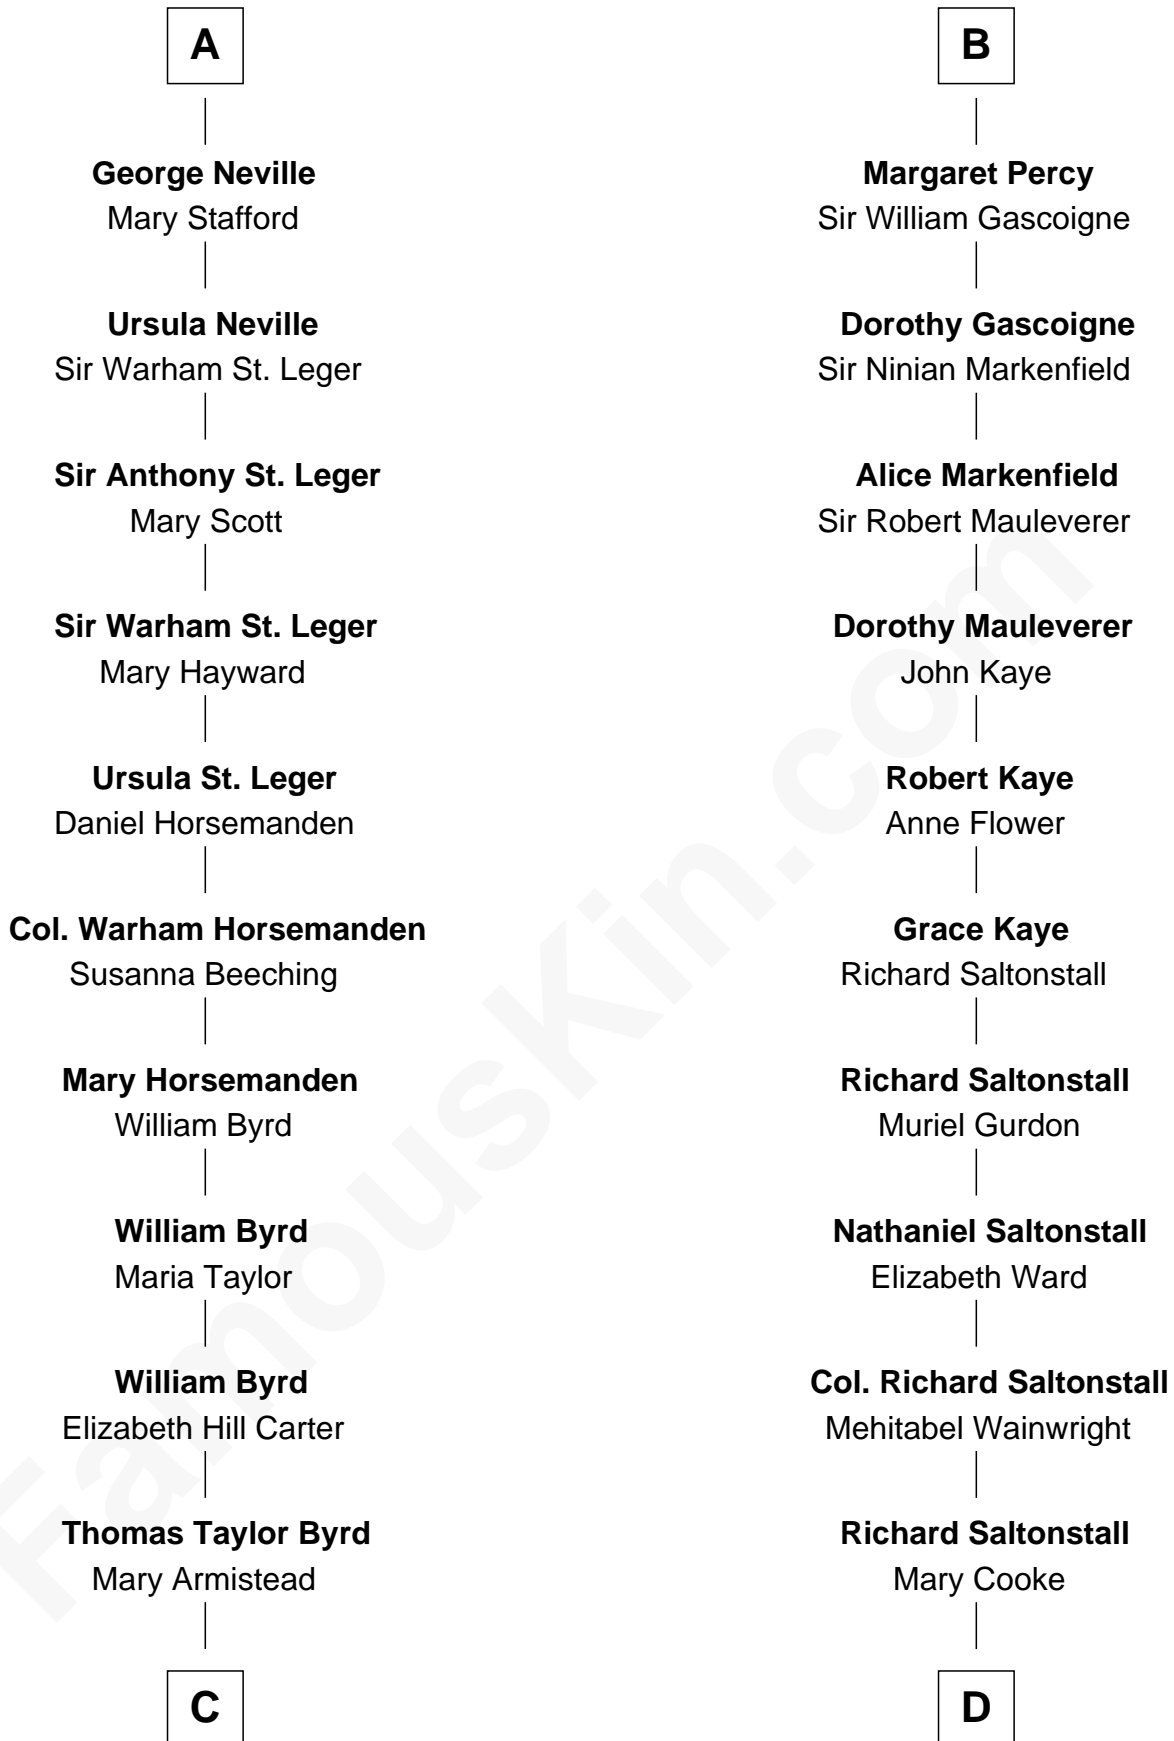 A
George Neville
Mary Stafford
Ursula Neville
Sir Warham St. Leger
Sir Anthony St. Leger
Mary Scott
Sir Warham St. Leger
Mary Hayward
Ursula St. Leger
Daniel Horsemanden
Col. Warham Horsemanden
Susanna Beeching
Mary Horsemanden
William Byrd
William Byrd
Maria Taylor
William Byrd
Elizabeth Hill Carter
Thomas Taylor Byrd
Mary Armistead
C
B
Margaret Percy
Sir William Gascoigne
Dorothy Gascoigne
Sir Ninian Markenfield
Alice Markenfield
Sir Robert Mauleverer
Dorothy Mauleverer
John Kaye
Robert Kaye
Anne Flower
Grace Kaye
Richard Saltonstall
Richard Saltonstall
Muriel Gurdon
Nathaniel Saltonstall
Elizabeth Ward
Col. Richard Saltonstall
Mehitabel Wainwright
Richard Saltonstall
Mary Cooke
D
FamousKin.com